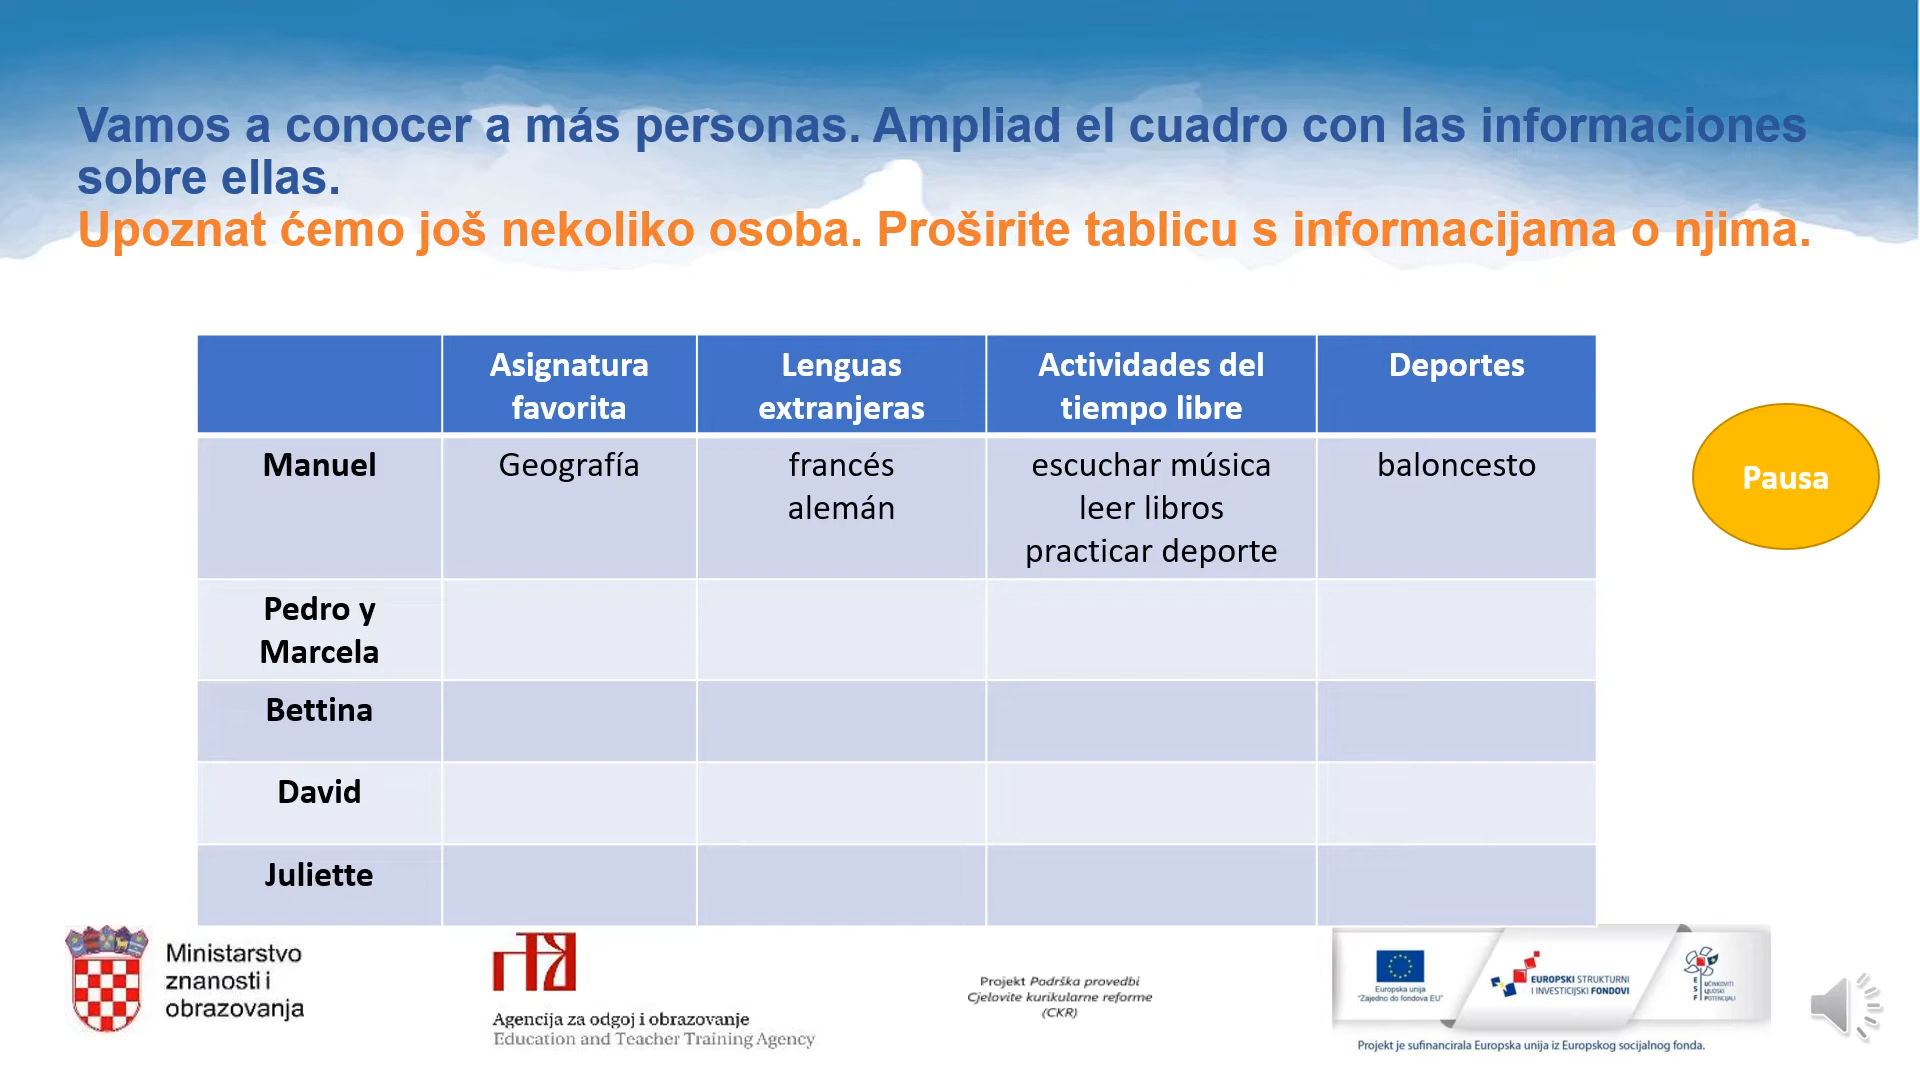 Vamos a conocer a más personas. Ampliad el cuadro con las informaciones
sobre ellas.
Upoznat ćemo još nekoliko osoba. Proširite tablicu s informacijama o njima.
Asignatura
favorita
Lenguas
extranjeras
Actividades del
tiempo libre
Deportes
Manuel
Geografía
francés
alemán
escuchar música
leer libros
practicar deporte
baloncesto
Pausa
Pedro y
Marcela
Bettina
David
Juliette
Ministarstvo
znanosti i
obrazovanja
Agencija za odgoj i obrazovanje
Education and Teacher Training Agency
Projekt Podrška provedbi
Cjelovite kurikularne reforme
(CKR)
Europska unija
"Zajedno do fondova EU"
EUROPSKI STRUKTURNI
I INVESTICIJSKI FONDOVI
ESF
UČINKOVITI
LJUDSKI
POTENCIJALI
Projekt je sufinancirala Europska unija iz Europskog socijalnog fonda.